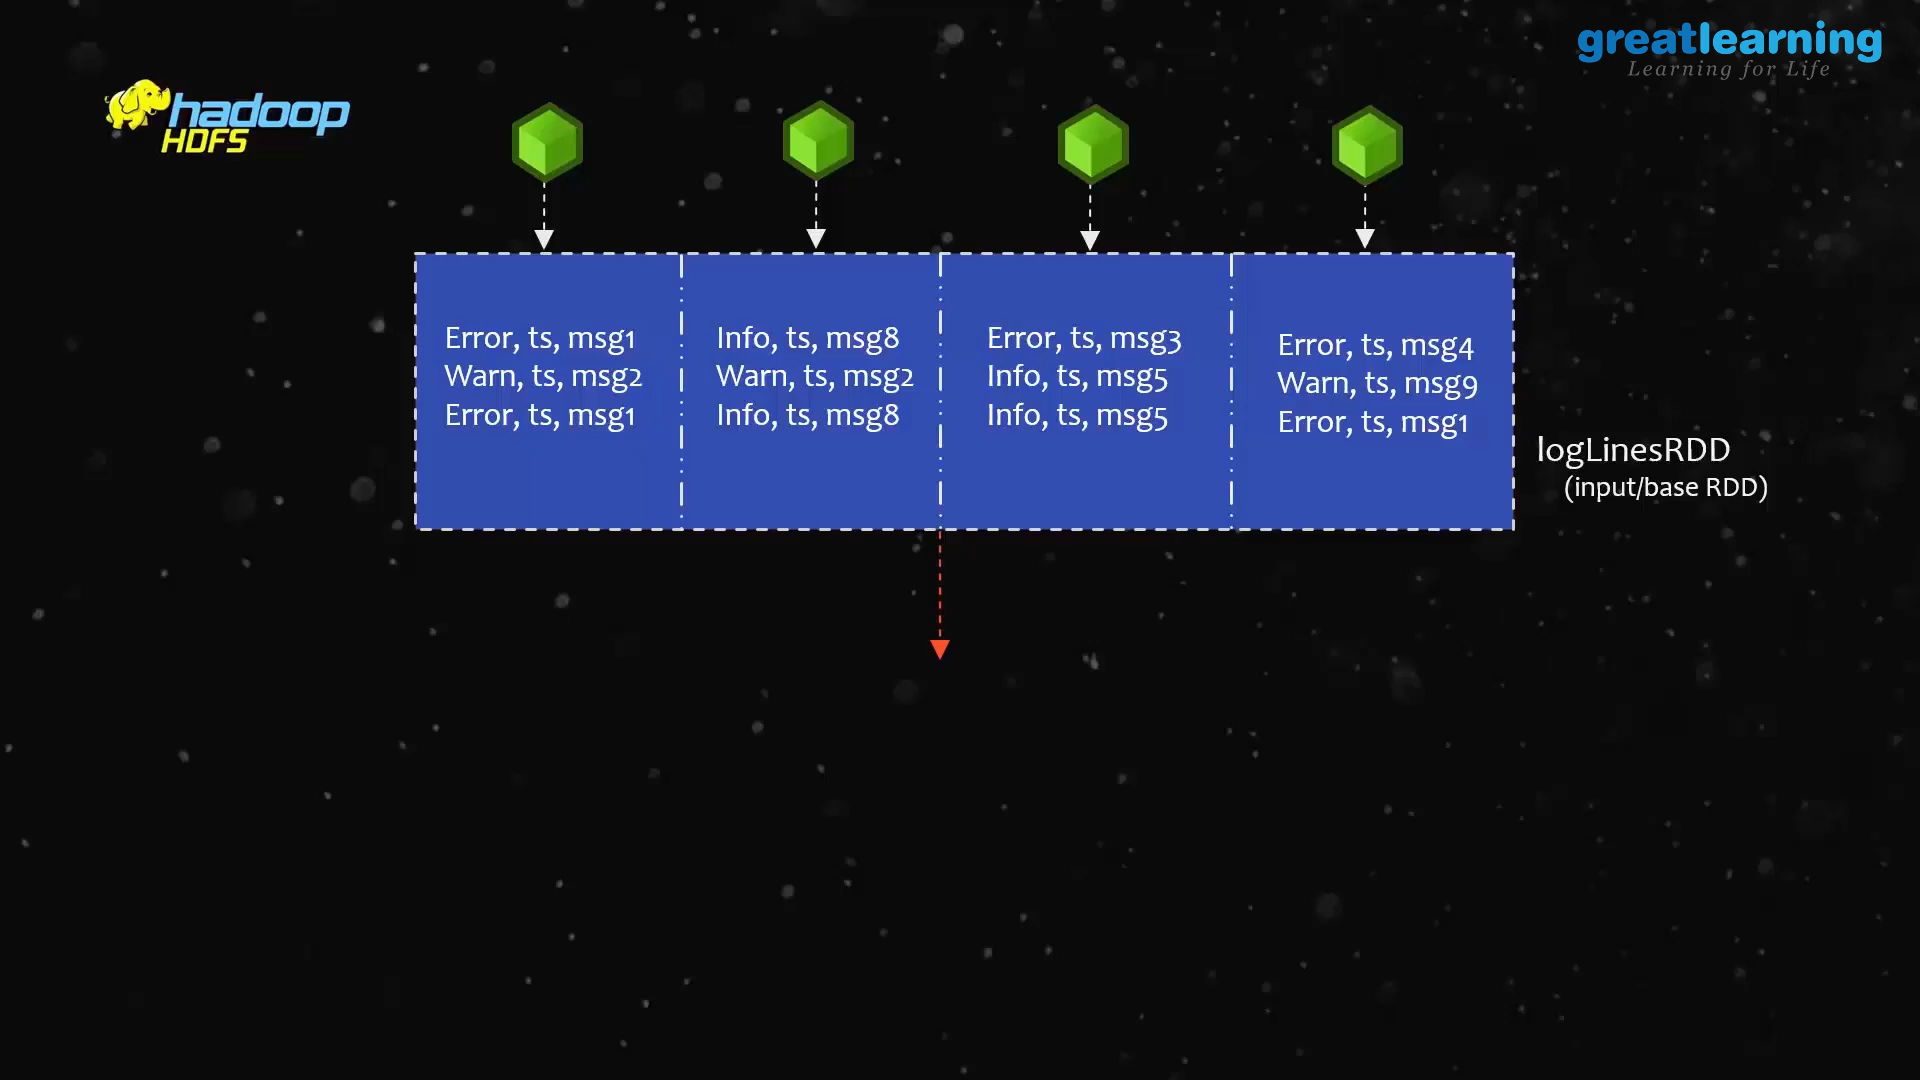 greatlearning
Learning for Life
hadoop
HDFS
Error, ts, msg1
Warn, ts, msg2
Error, ts, msg1
Info, ts, msg8
Warn, ts, msg2
Info, ts, msg8
Error, ts, msg3
Info, ts, msg5
Info, ts, msg5
Error, ts, msg4
Warn, ts, msg9
Error, ts, msg1
logLinesRDD
(input/base RDD)